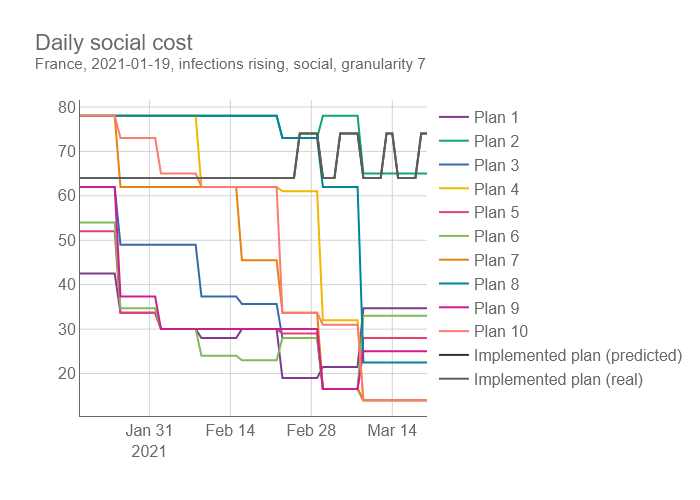 Daily social cost
France, 2021-01-19, infections rising, social, granularity 7
80
70
60
50
40
30
20
Jan 31
2021
Feb 14
Feb 28
Mar 14
Plan 1
Plan 2
Plan 3
Plan 4
Plan 5
Plan 6
Plan 7
Plan 8
Plan 9
Plan 10
Implemented plan (predicted)
Implemented plan (real)